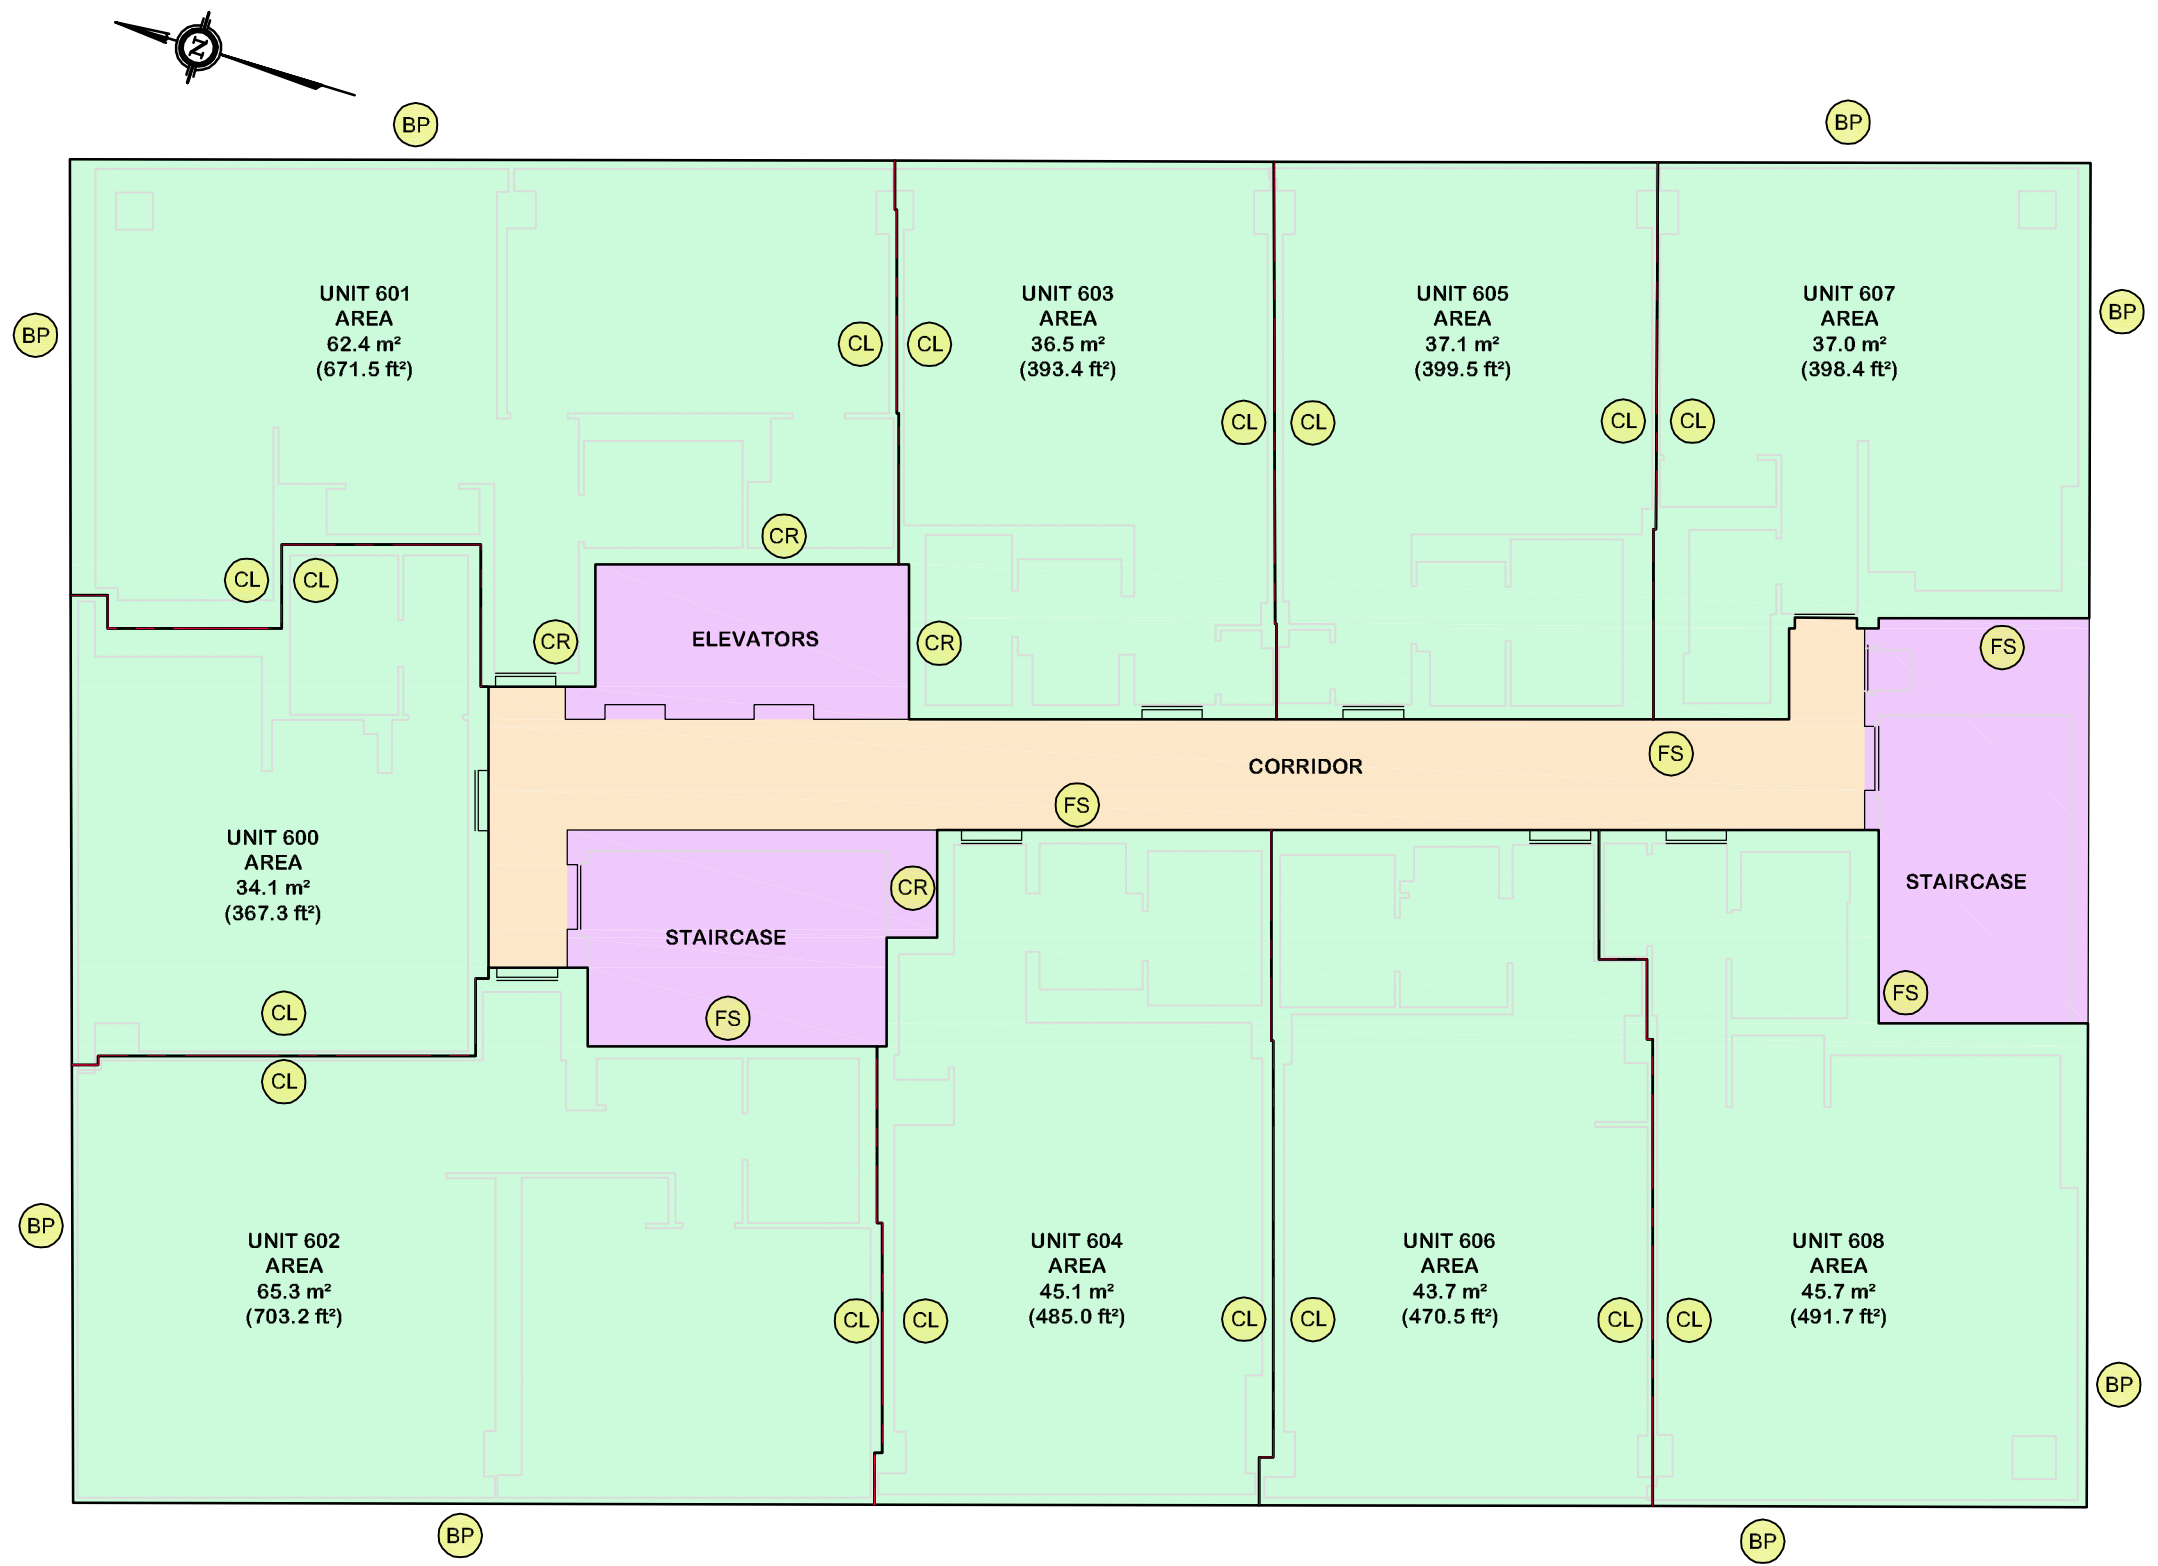 N
BP
BP
UNIT 601
AREA
62.4 m²
(671.5 ft²)
UNIT 603
AREA
36.5 m²
(393.4 ft²)
UNIT 605
AREA
37.1 m²
(399.5 ft²)
UNIT 607
AREA
37.0 m²
(398.4 ft²)
BP
BP
CL
CL
CL
CL
CL
CL
CR
CL
CL
CR
CR
ELEVATORS
FS
FS
CORRIDOR
FS
UNIT 600
AREA
34.1 m²
(367.3 ft²)
CR
STAIRCASE
STAIRCASE
FS
FS
CL
CL
BP
UNIT 602
AREA
65.3 m²
(703.2 ft²)
UNIT 604
AREA
45.1 m²
(485.0 ft²)
UNIT 606
AREA
43.7 m²
(470.5 ft²)
UNIT 608
AREA
45.7 m²
(491.7 ft²)
CL
CL
CL
CL
CL
CL
BP
BP
BP